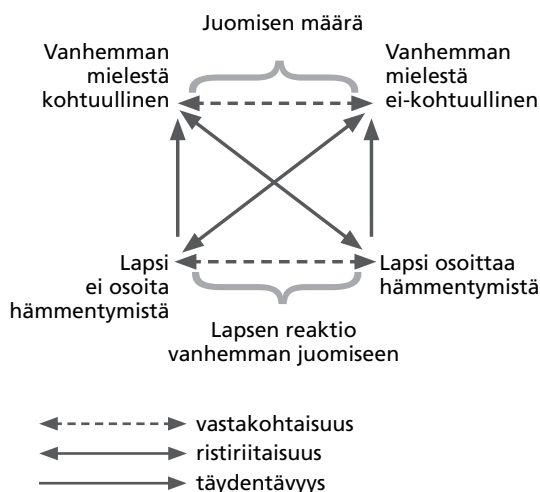 Juomisen määrä
Vanhemman
mielestä
kohtuullinen
Vanhemman
mielestä
ei-kohtuullinen
Lapsi
ei osoita
hämmentymistä
Lapsi osoittaa
hämmentymistä
Lapsen reaktio
vanhemman juomiseen
vastakohtaisuus
ristiriitaisuus
täydentävyys